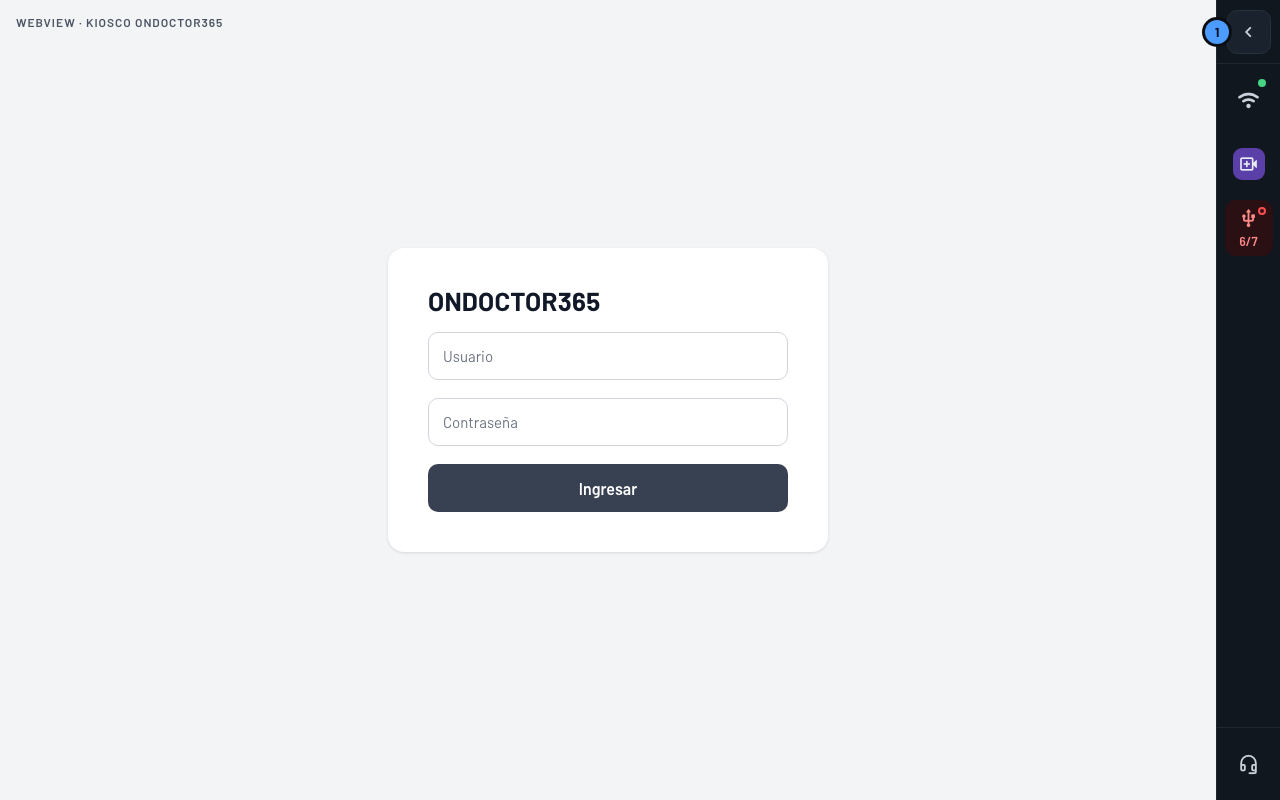 WEBVIEW · KIOSCO ONDOCTOR365
1
6/7
ONDOCTOR365
Usuario
Contraseña
Ingresar